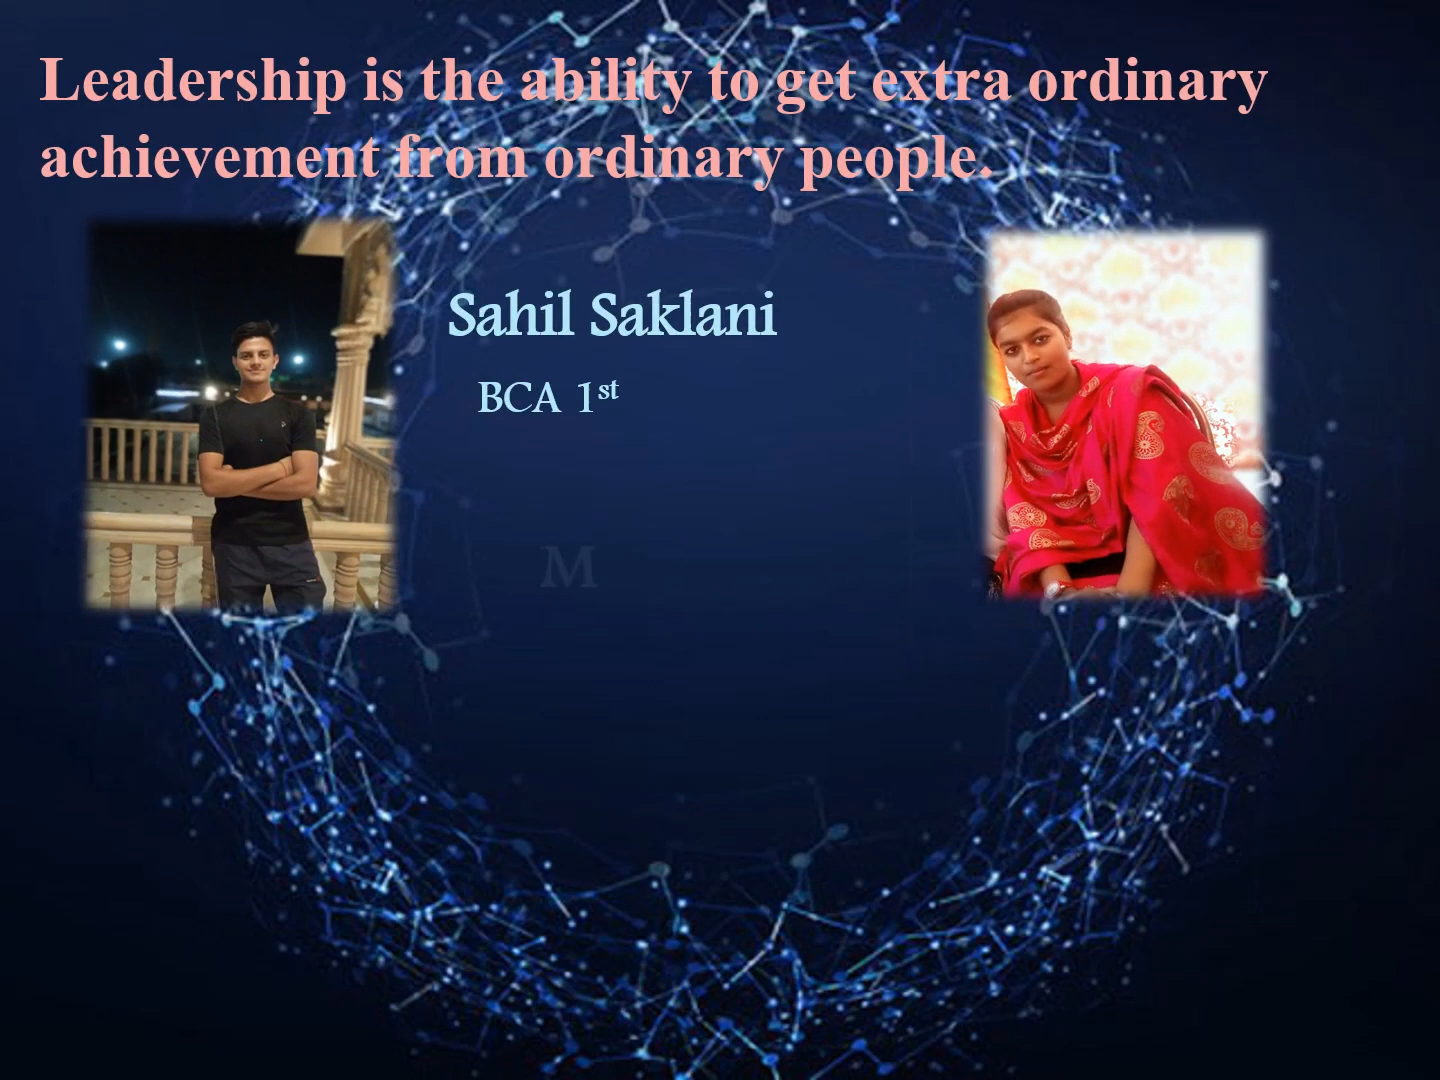 Leadership is the ability to get extra ordinary
achievement from ordinary people.
Sahil Saklani
BCA 1st
M